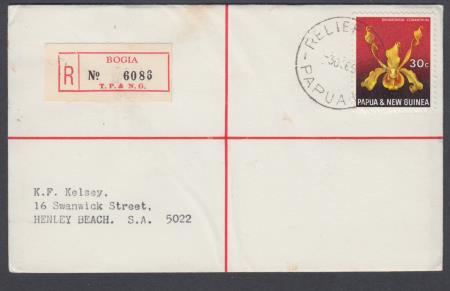 BOGIA
R No 6086
T. P. & N. G.
RELIEF
PAPUA
30c
PAPUA & NEW GUINEA
K.F. Kelsey.
16 Swanwick Street,
HENLEY BEACH. S.A. 5022